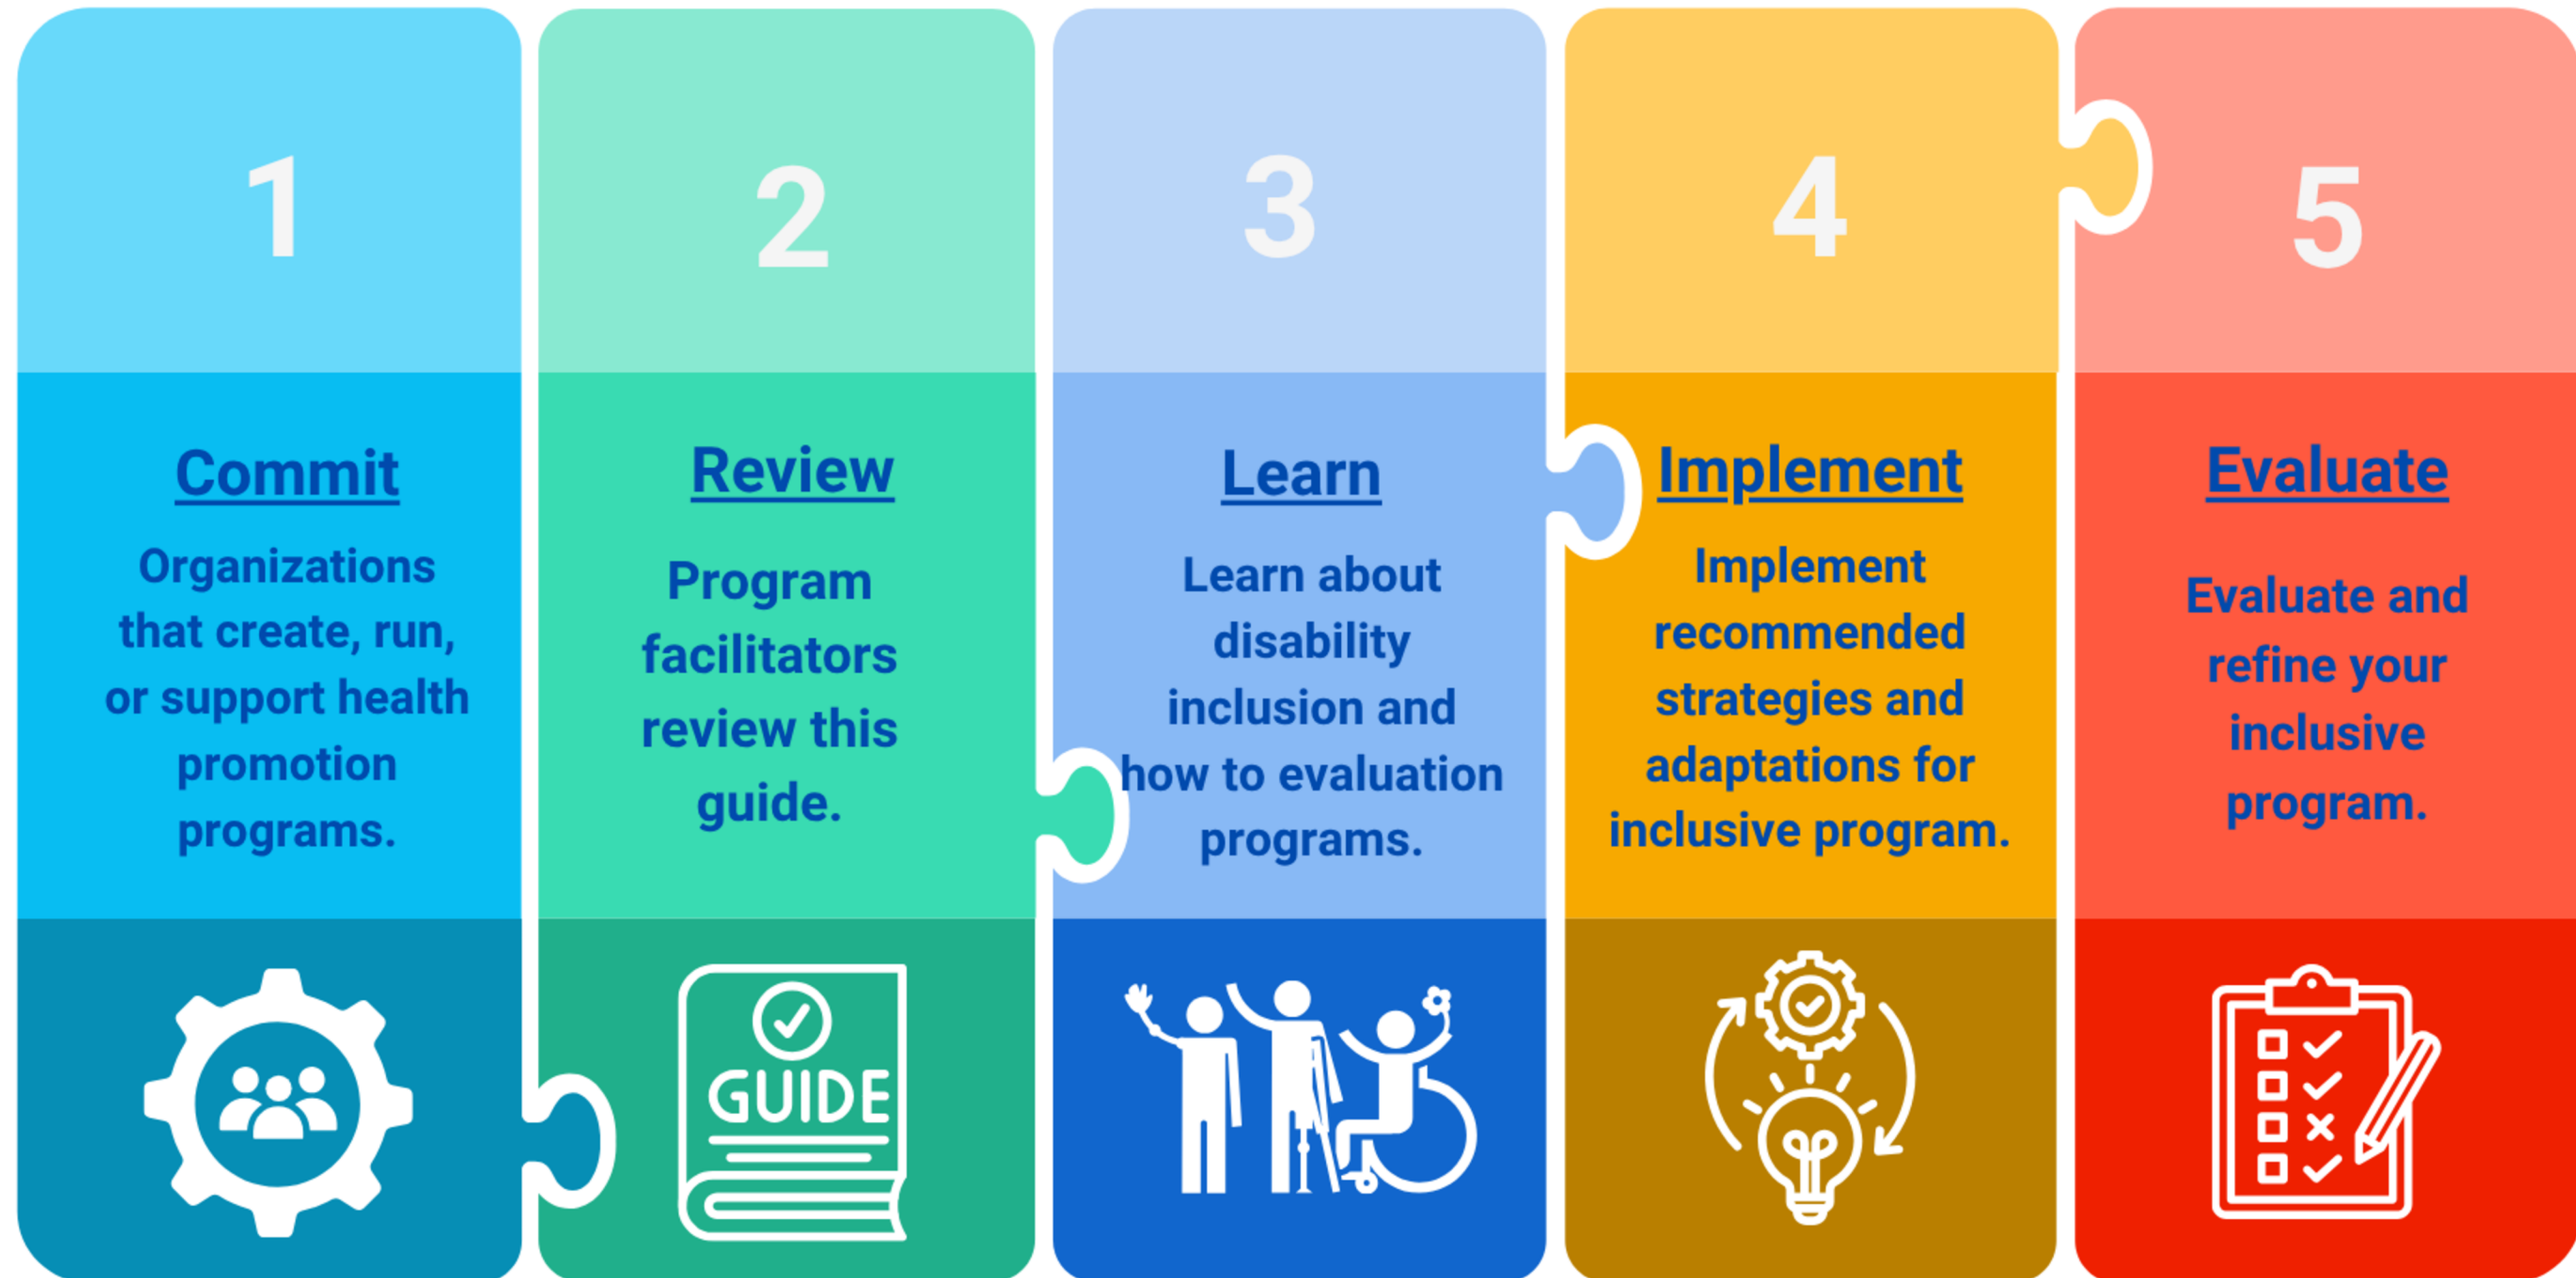 1
Commit
Organizations
that create, run,
or support health
promotion
programs.
2
Review
Program
facilitators
review this
guide.
GUIDE
3
Learn
Learn about
disability
inclusion and
how to evaluation
programs.
4
Implement
Implement
recommended
strategies and
adaptations for
inclusive program.
5
Evaluate
Evaluate and
refine your
inclusive
program.